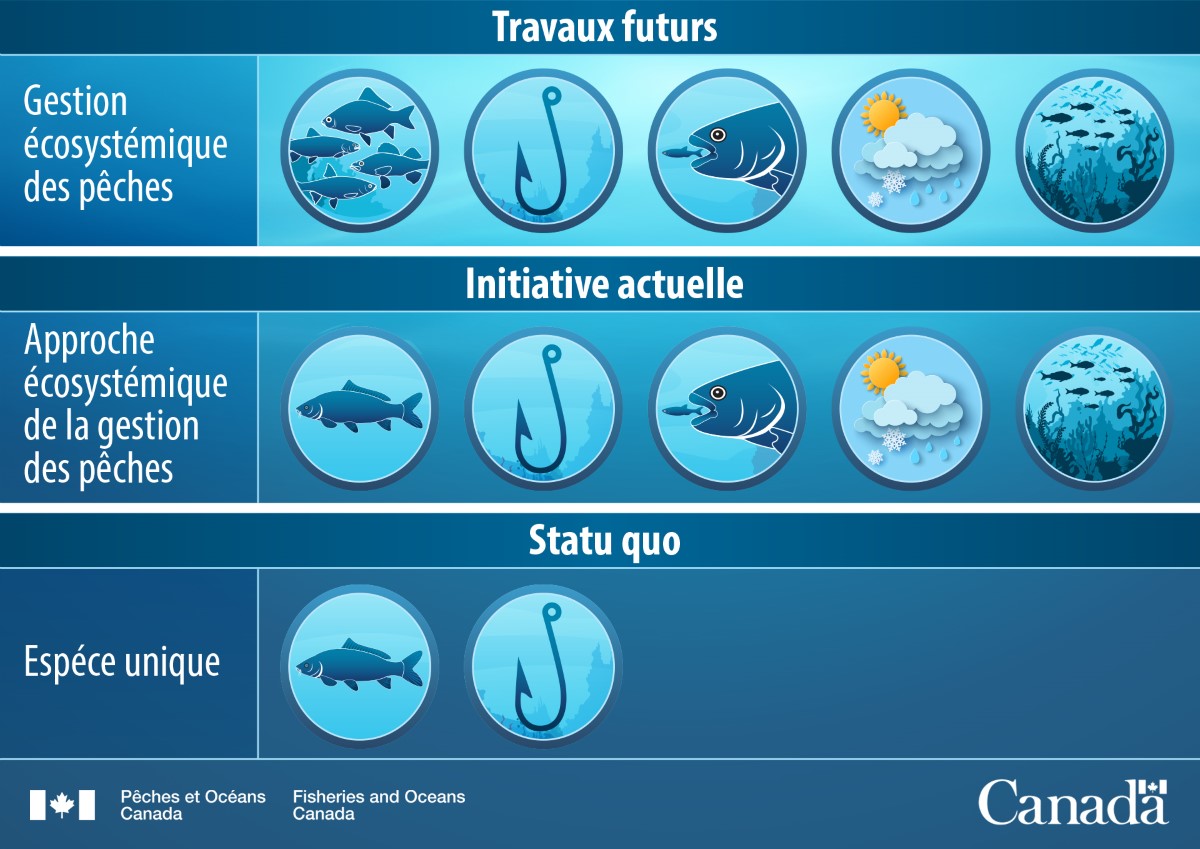 Travaux futurs
Gestion
écosystémique
des pêches
Initiative actuelle
Approche
écosystémique
de la gestion
des pêches
Statu quo
Espéce unique
Pêches et Océans
Canada
Fisheries and Oceans
Canada
Canada